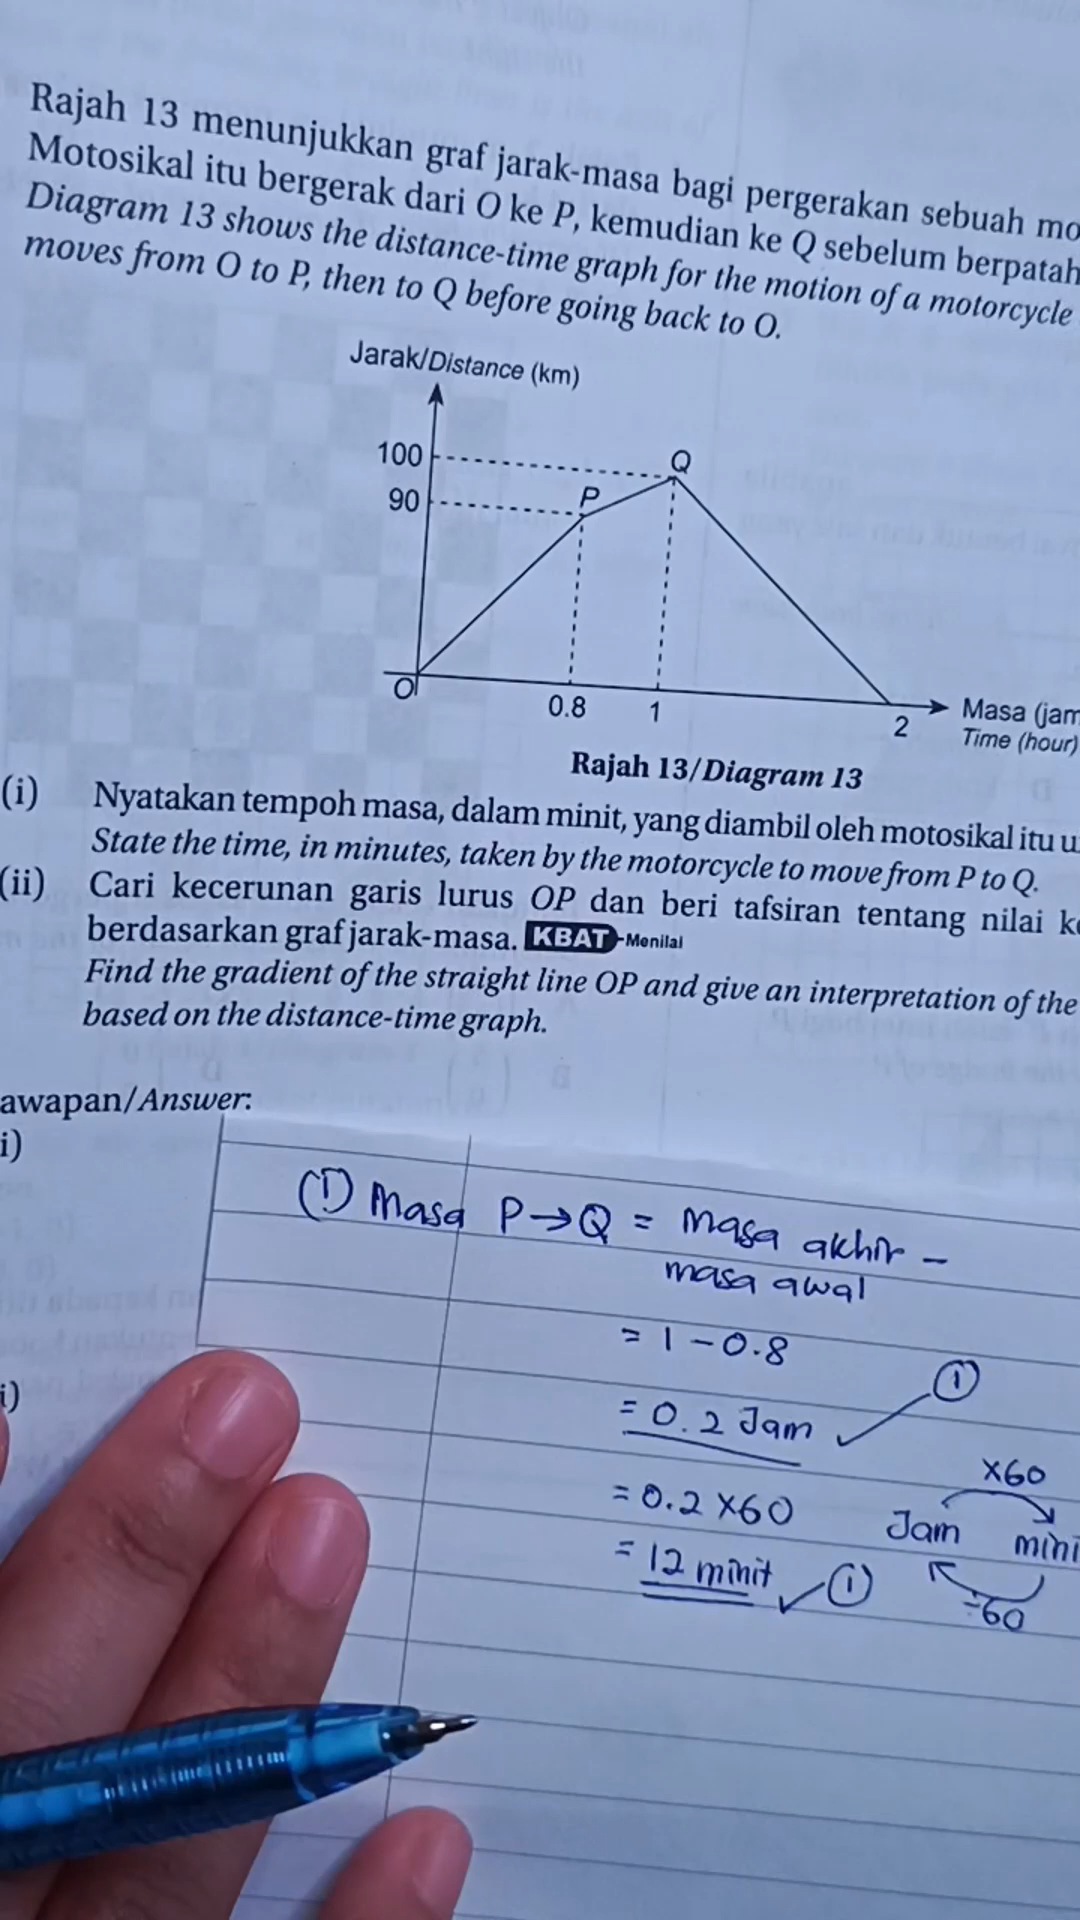 Rajah 13 menunjukkan graf jarak-masa bagi pergerakan sebuah
Motosikal itu bergerak dari O ke P, kemudian ke Q sebelum berpatah
Diagram 13 shows the distance-time graph for the motion of a motorcycle
moves from O to P, then to Q before going back to O.
Jarak/Distance (km)
100
Q
90
P
O
0.8
1
2
Masa (jam
Time (hour)
Rajah 13/Diagram 13
(i) Nyatakan tempoh masa, dalam minit, yang diambil oleh motosikal itu
State the time, in minutes, taken by the motorcycle to move from P to Q.
(ii) Cari kecerunan garis lurus OP dan beri tafsiran tentang nilai
berdasarkan graf jarak-masa. KBAT Menilai
Find the gradient of the straight line OP and give an interpretation of the
based on the distance-time graph.
awapan/Answer:
i)
(i) Masa P→Q = masa akhir -
masa awal
= 1 - 0.8
= 0.2 Jam ✓ ①
= 0.2 ×60
×60
Jam mini
= 12 minit ✓ ①
÷60
i)